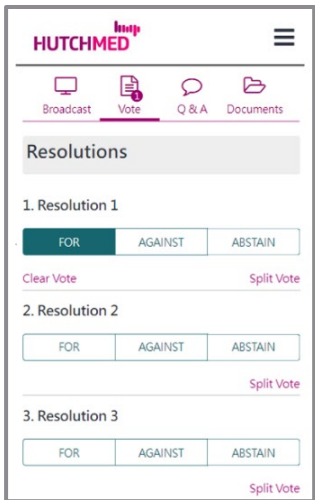 HUTCHMED
1
Broadcast Vote Q & A Documents
Resolutions
1. Resolution 1
FOR AGAINST ABSTAIN
Clear Vote Split Vote
2. Resolution 2
FOR AGAINST ABSTAIN
Split Vote
3. Resolution 3
FOR AGAINST ABSTAIN
Split Vote